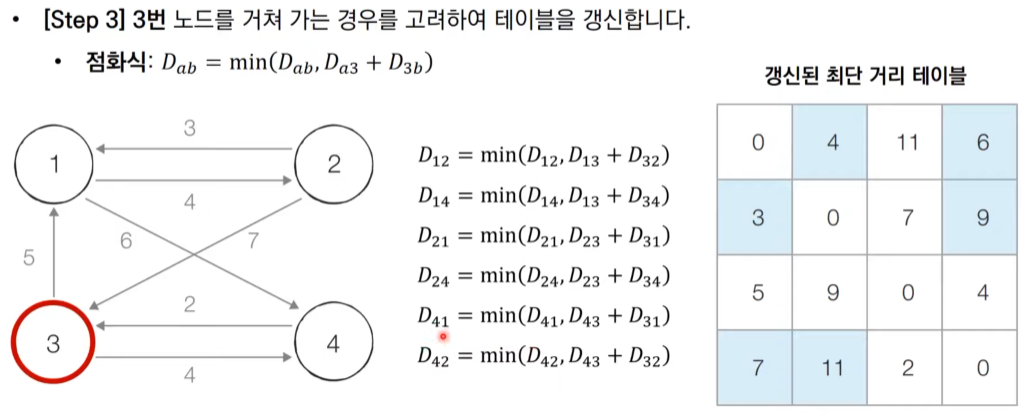 • [Step 3] 3번 노드를 거쳐 가는 경우를 고려하여 테이블을 갱신합니다.
• 점화식: D_{ab} = min(D_{ab}, D_{a3} + D_{3b})
갱신된 최단 거리 테이블
3
1
2
4
5
6
7
2
3
4
4
D_{12} = min(D_{12}, D_{13} + D_{32})
D_{14} = min(D_{14}, D_{13} + D_{34})
D_{21} = min(D_{21}, D_{23} + D_{31})
D_{24} = min(D_{24}, D_{23} + D_{34})
D_{41} = min(D_{41}, D_{43} + D_{31})
D_{42} = min(D_{42}, D_{43} + D_{32})
0 4 11 6
3 0 7 9
5 9 0 4
7 11 2 0